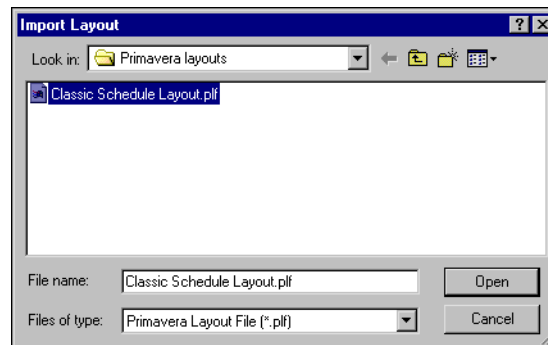 Import Layout
Look in: Primavera layouts
Classic Schedule Layout.plf
File name: Classic Schedule Layout.plf Open
Files of type: Primavera Layout File (*.plf) Cancel